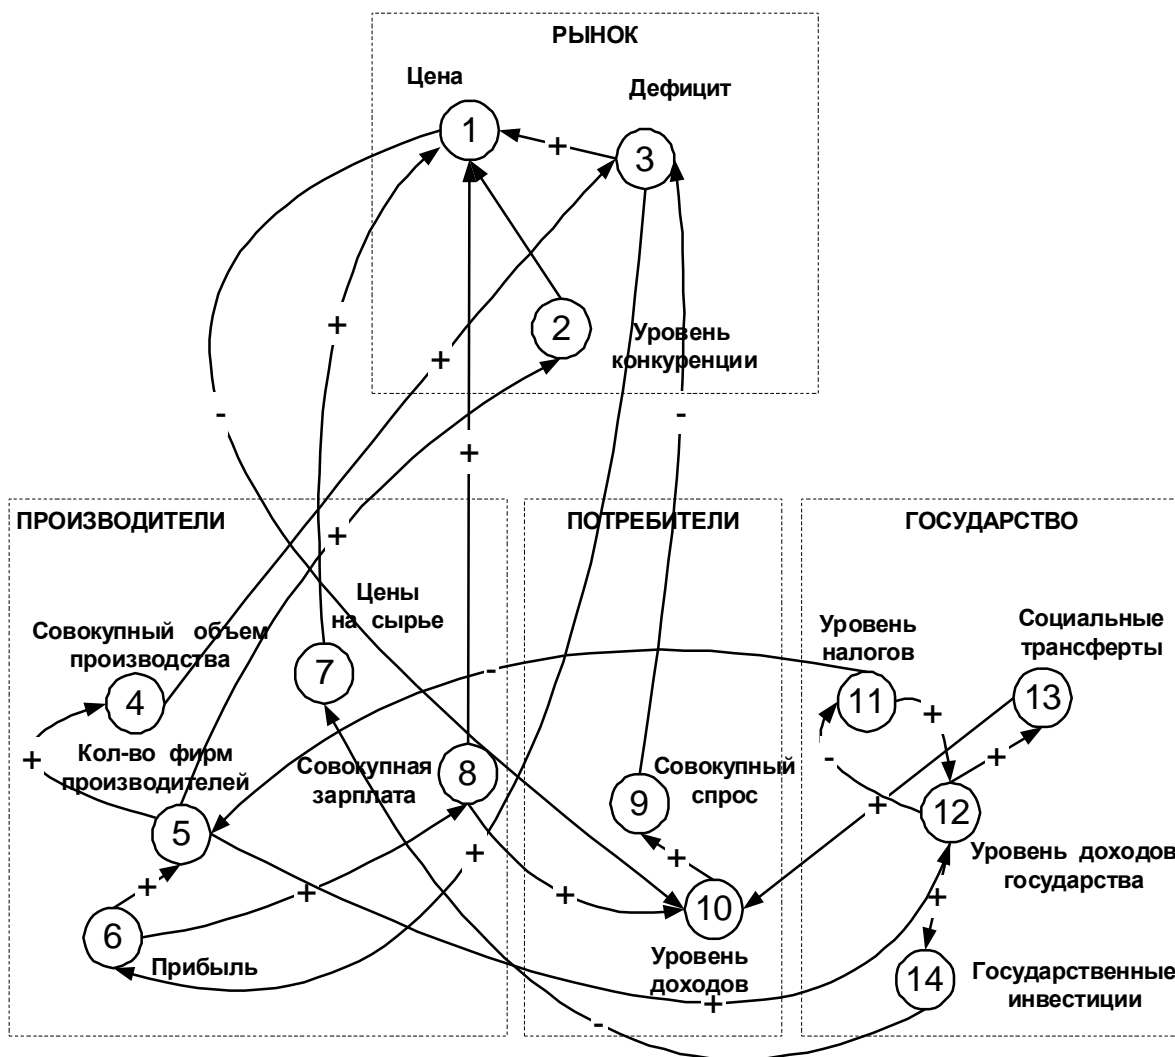 РЫНОК
Цена
Дефицит
1
+
3
+
2
Уровень
конкуренции
+
-
-
+
ПРОИЗВОДИТЕЛИ
ПОТРЕБИТЕЛИ
ГОСУДАРСТВО
+
Цены
на сырье
Совокупный объем
производства
Уровень
налогов
Социальные
трансферты
7
-
4
11
13
+
+
Кол-во фирм
производителей
+
-
Совокупная
зарплата
8
9
Совокупный
спрос
5
+
12
+
+
Уровень доходов
государства
+
+
+
+
6
10
Прибыль
Уровень
доходов
14
Государственные
инвестиции
+
-